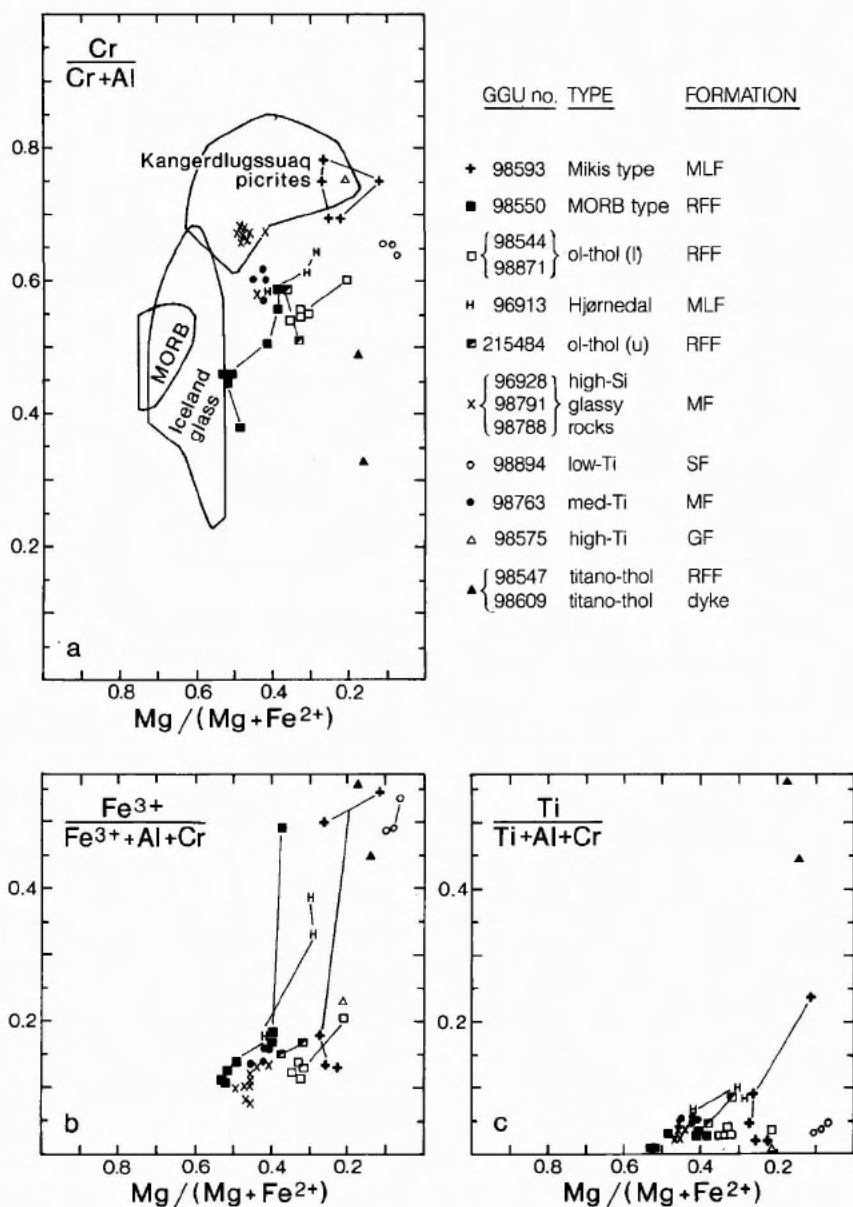 Cr
Cr+Al
0.8
0.6
0.4
0.2
Kangerdlugssuaq
picrites
MORB
Iceland
glass
a
0.8 0.6 0.4 0.2
Mg/(Mg+Fe2+)
GGU no. TYPE FORMATION
+ 98593 Mikis type MLF
■ 98550 MORB type RFF
□ { 98544 98871 } ol-thol (l) RFF
H 96913 Hjørnedal MLF
215484 ol-thol (u) RFF
x { 96928 98791 98788 } high-Si glassy rocks MF
○ 98894 low-Ti SF
● 98763 med-Ti MF
△ 98575 high-Ti GF
▲ { 98547 titano-thol RFF
98609 titano-thol dyke
Fe3+
Fe3++Al+Cr
0.4
0.2
b
0.8 0.6 0.4 0.2
Mg/(Mg+Fe2+)
Ti
Ti+Al+Cr
0.4
0.2
c
0.8 0.6 0.4 0.2
Mg/(Mg+Fe2+)